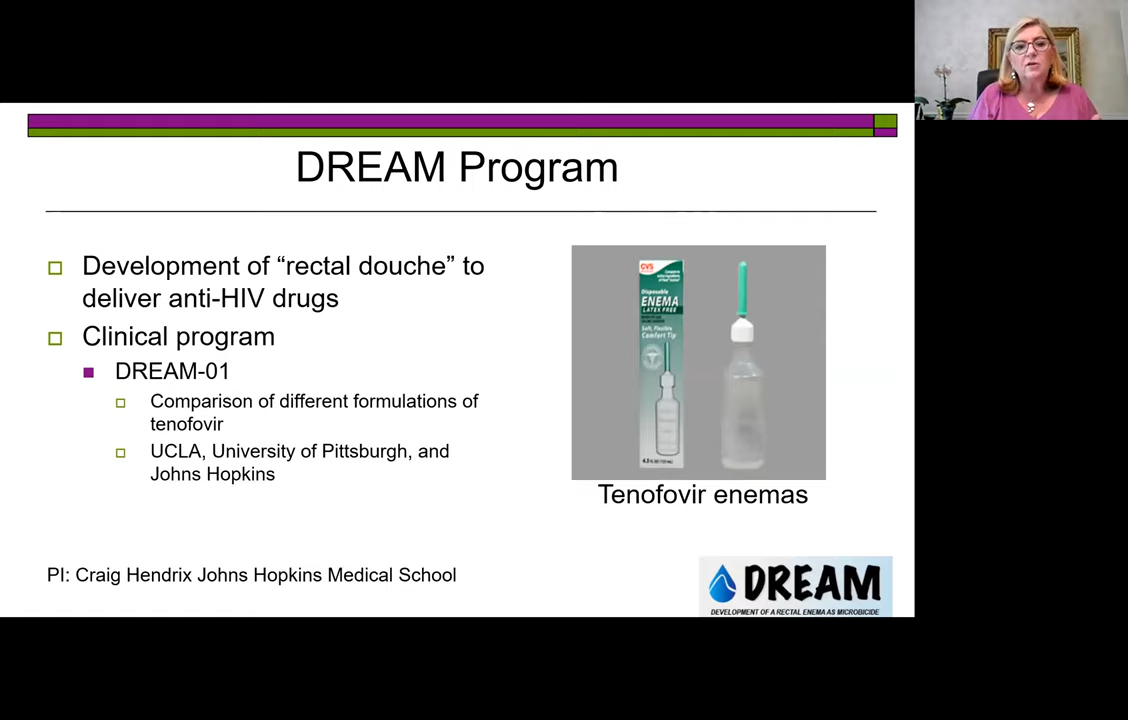 DREAM Program
Development of “rectal douche” to
deliver anti-HIV drugs
Clinical program
DREAM-01
Comparison of different formulations of
tenofovir
UCLA, University of Pittsburgh, and
Johns Hopkins
CVS
Disposable
ENEMA
LATEX FREE
Soft, Flexible
Comfort Tip
Tenofovir enemas
PI: Craig Hendrix Johns Hopkins Medical School
DREAM
DEVELOPMENT OF A RECTAL ENEMA AS MICROBICIDE